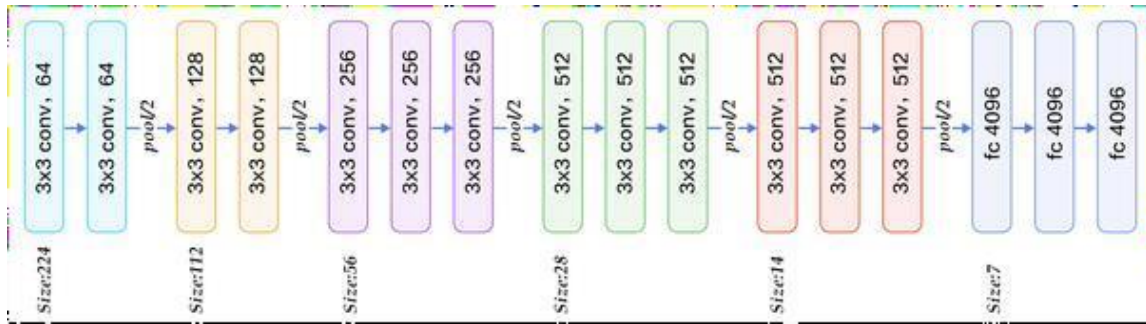 3x3 conv, 64
3x3 conv, 64
pool/2
3x3 conv, 128
3x3 conv, 128
pool/2
3x3 conv, 256
3x3 conv, 256
3x3 conv, 256
pool/2
3x3 conv, 512
3x3 conv, 512
3x3 conv, 512
pool/2
3x3 conv, 512
3x3 conv, 512
3x3 conv, 512
pool/2
fc 4096
fc 4096
fc 4096
Size:224
Size:112
Size:56
Size:28
Size:14
Size:7